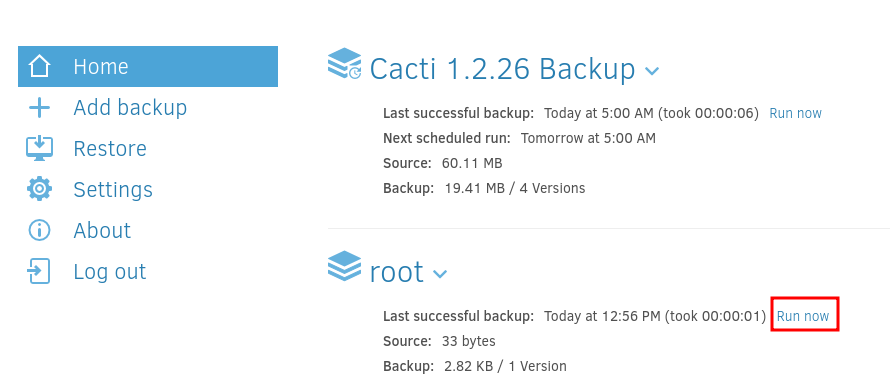 Home
Add backup
Restore
Settings
About
Log out
Cacti 1.2.26 Backup
Last successful backup: Today at 5:00 AM (took 00:00:06) Run now
Next scheduled run: Tomorrow at 5:00 AM
Source: 60.11 MB
Backup: 19.41 MB / 4 Versions
root
Last successful backup: Today at 12:56 PM (took 00:00:01) Run now
Source: 33 bytes
Backup: 2.82 KB / 1 Version